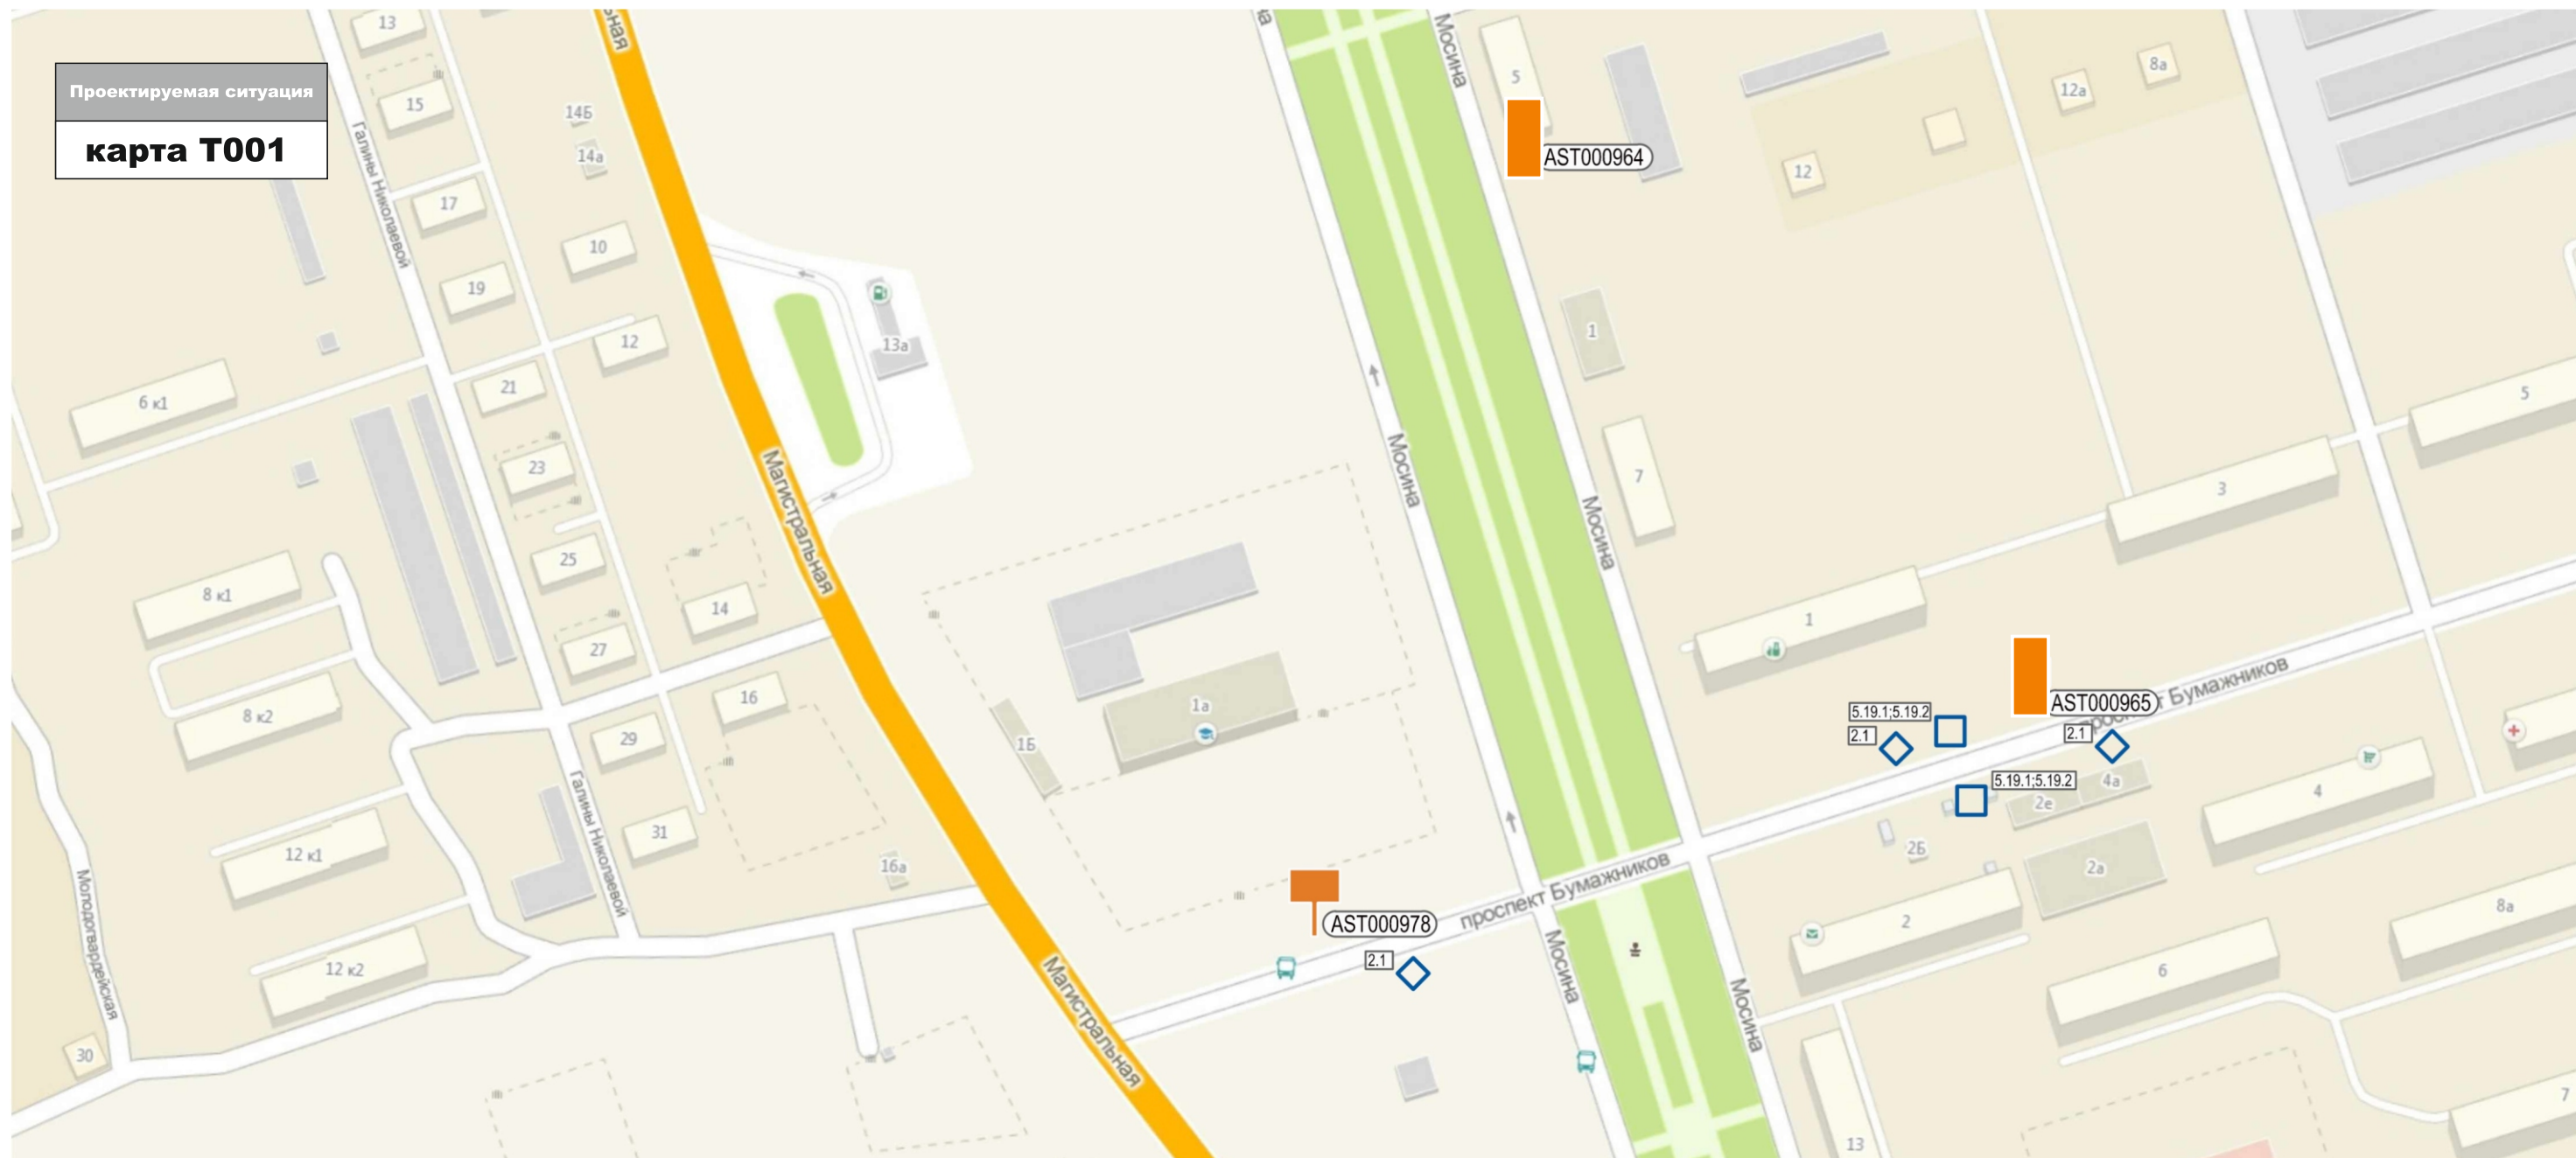 Проектируемая ситуация
карта Т001
13
15
17
19
21
23
25
27
29
31
14Б
14а
10
12
14
16
16а
Галины Николаевой
Галины Николаевой
6 к1
8 к1
8 к2
12 к1
12 к2
30
Молодогвардейская
ная
Магистральная
Магистральная
13а
1а
1Б
на
Мосина
Мосина
Мосина
Мосина
Мосина
Мосина
5
AST000964
1
7
12
12а
8а
5
3
1
AST000965
проспект Бумажников
5.19.1;5.19.2
2.1
2.1
5.19.1;5.19.2
4а
2е
2Б
2а
4
2
6
8а
7
13
AST000978
2.1
проспект Бумажников